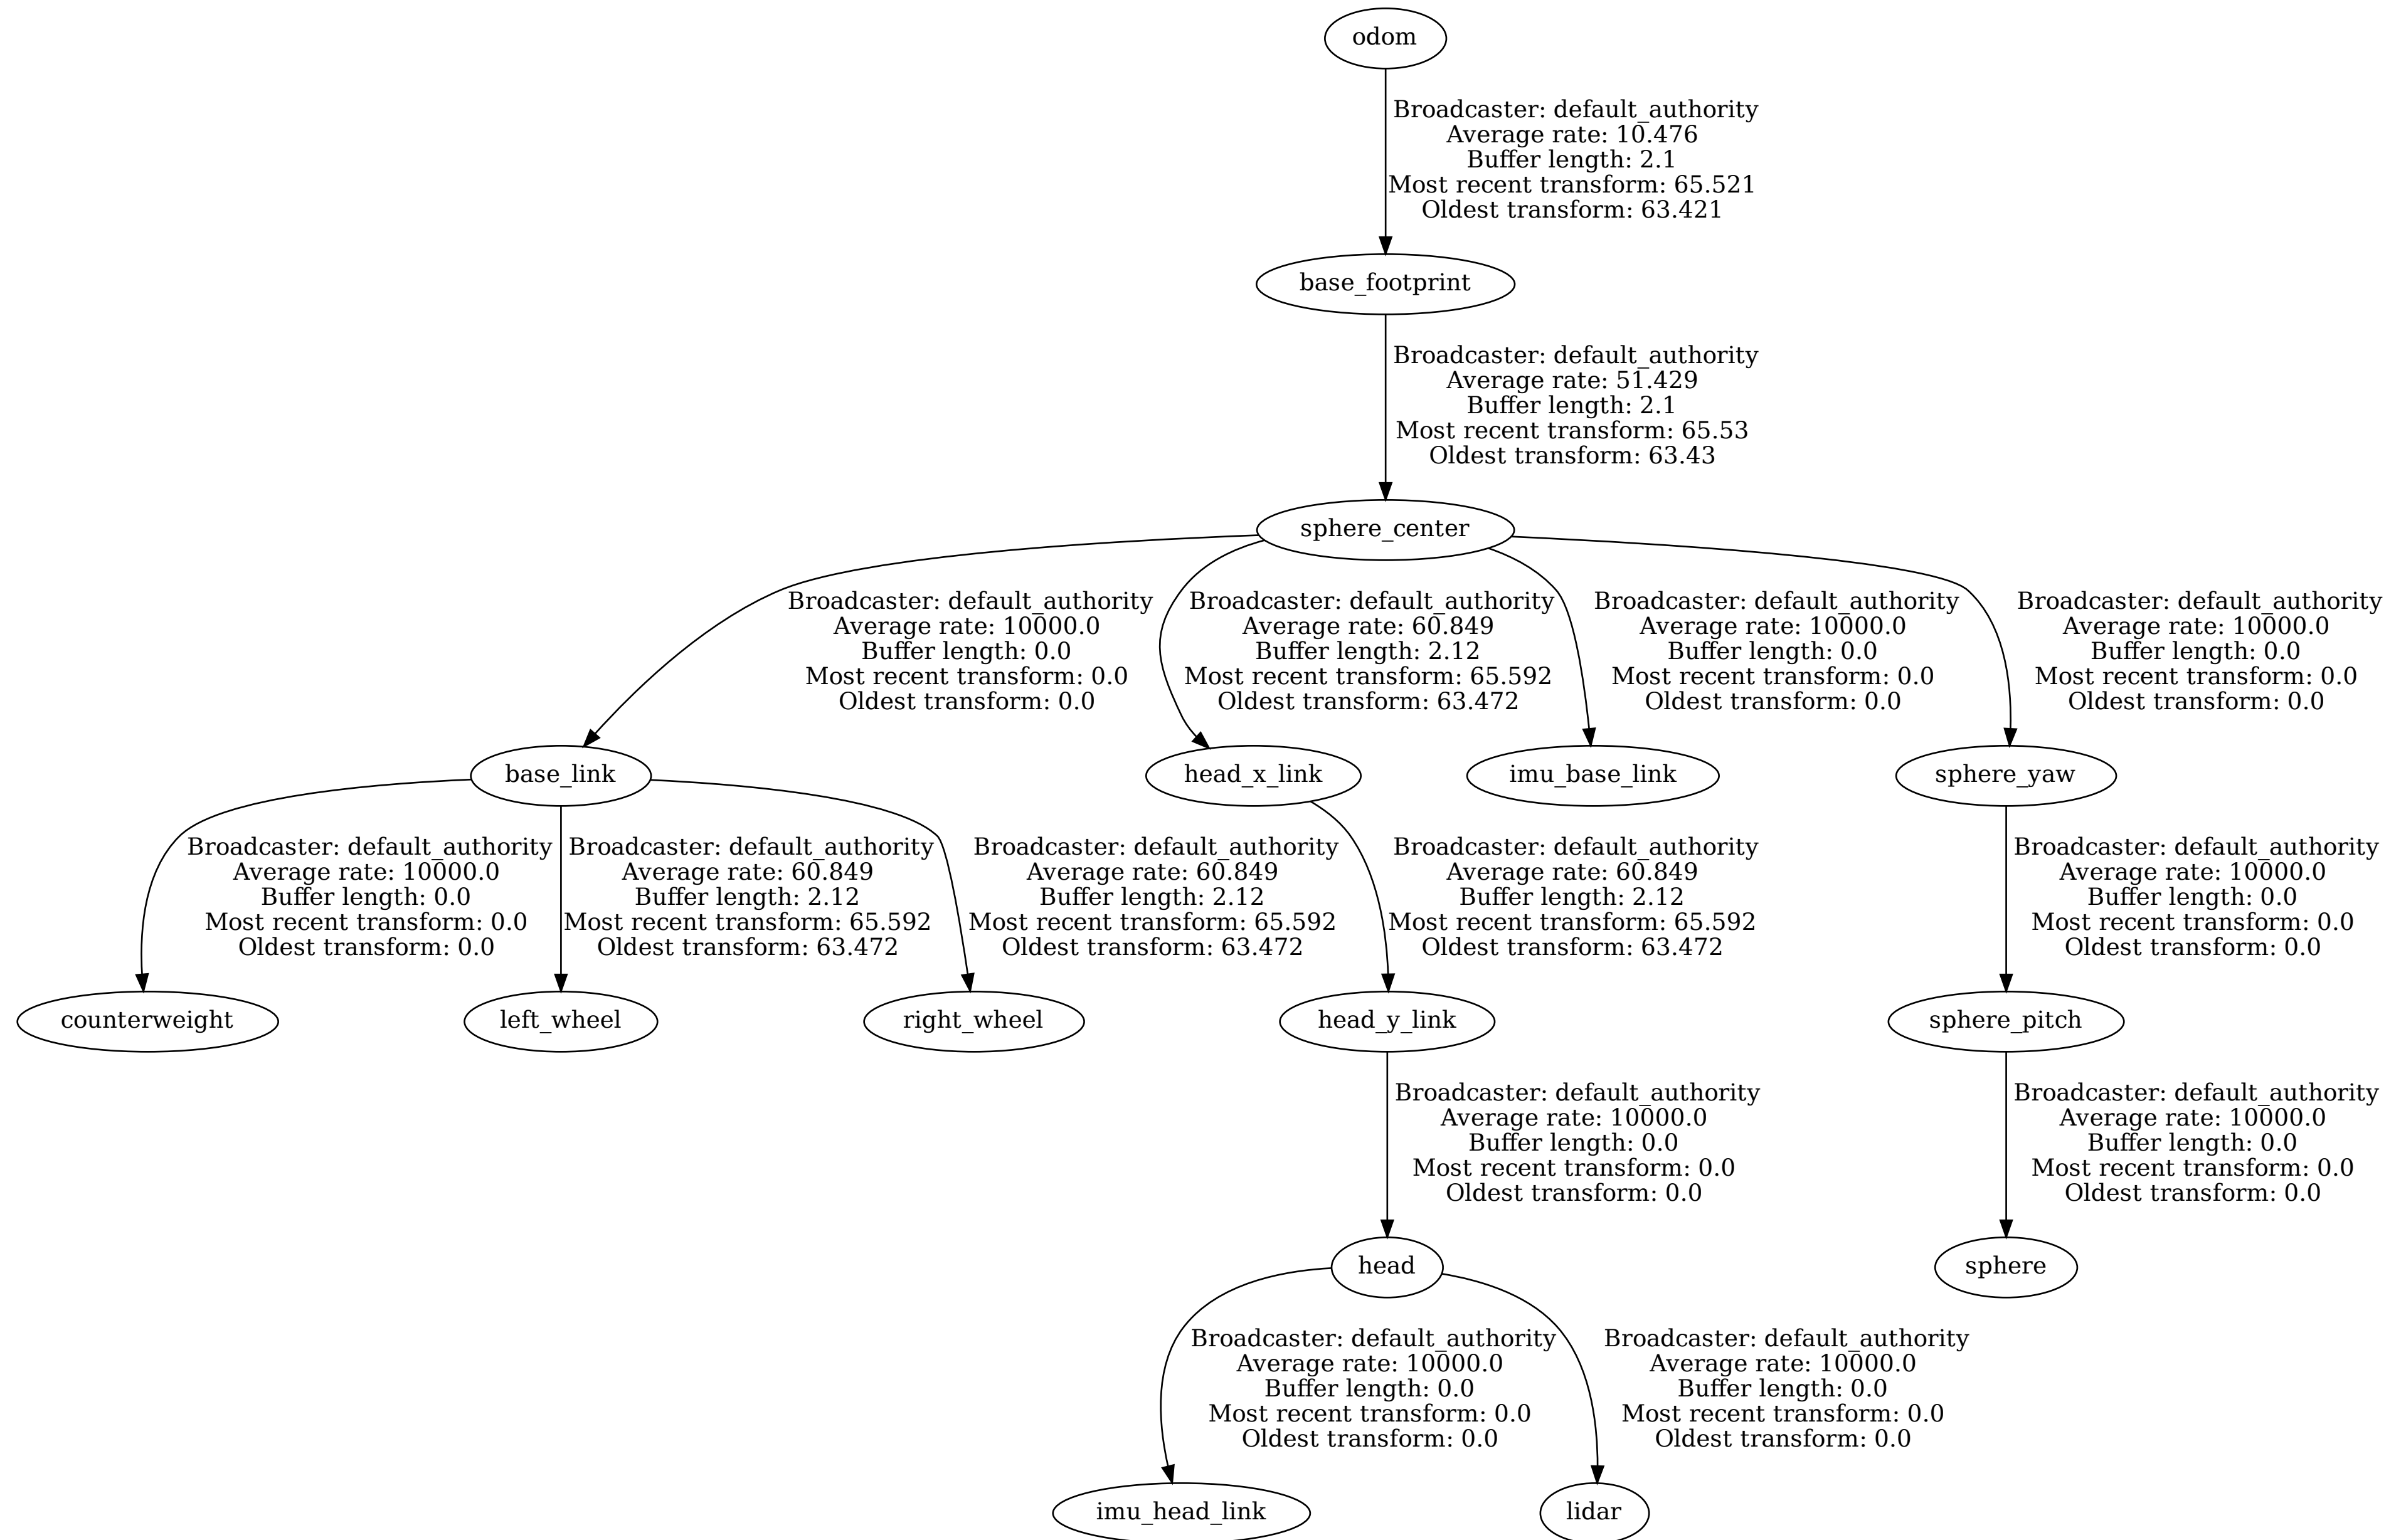 odom
Broadcaster: default_authority
Average rate: 10.476
Buffer length: 2.1
Most recent transform: 65.521
Oldest transform: 63.421
base_footprint
Broadcaster: default_authority
Average rate: 51.429
Buffer length: 2.1
Most recent transform: 65.53
Oldest transform: 63.43
sphere_center
Broadcaster: default_authority
Average rate: 10000.0
Buffer length: 0.0
Most recent transform: 0.0
Oldest transform: 0.0
Broadcaster: default_authority
Average rate: 60.849
Buffer length: 2.12
Most recent transform: 65.592
Oldest transform: 63.472
Broadcaster: default_authority
Average rate: 10000.0
Buffer length: 0.0
Most recent transform: 0.0
Oldest transform: 0.0
Broadcaster: default_authority
Average rate: 10000.0
Buffer length: 0.0
Most recent transform: 0.0
Oldest transform: 0.0
base_link
head_x_link
imu_base_link
sphere_yaw
Broadcaster: default_authority
Average rate: 10000.0
Buffer length: 0.0
Most recent transform: 0.0
Oldest transform: 0.0
Broadcaster: default_authority
Average rate: 60.849
Buffer length: 2.12
Most recent transform: 65.592
Oldest transform: 63.472
Broadcaster: default_authority
Average rate: 60.849
Buffer length: 2.12
Most recent transform: 65.592
Oldest transform: 63.472
Broadcaster: default_authority
Average rate: 60.849
Buffer length: 2.12
Most recent transform: 65.592
Oldest transform: 63.472
Broadcaster: default_authority
Average rate: 10000.0
Buffer length: 0.0
Most recent transform: 0.0
Oldest transform: 0.0
counterweight
left_wheel
right_wheel
head_y_link
sphere_pitch
Broadcaster: default_authority
Average rate: 10000.0
Buffer length: 0.0
Most recent transform: 0.0
Oldest transform: 0.0
Broadcaster: default_authority
Average rate: 10000.0
Buffer length: 0.0
Most recent transform: 0.0
Oldest transform: 0.0
head
sphere
Broadcaster: default_authority
Average rate: 10000.0
Buffer length: 0.0
Most recent transform: 0.0
Oldest transform: 0.0
Broadcaster: default_authority
Average rate: 10000.0
Buffer length: 0.0
Most recent transform: 0.0
Oldest transform: 0.0
imu_head_link
lidar